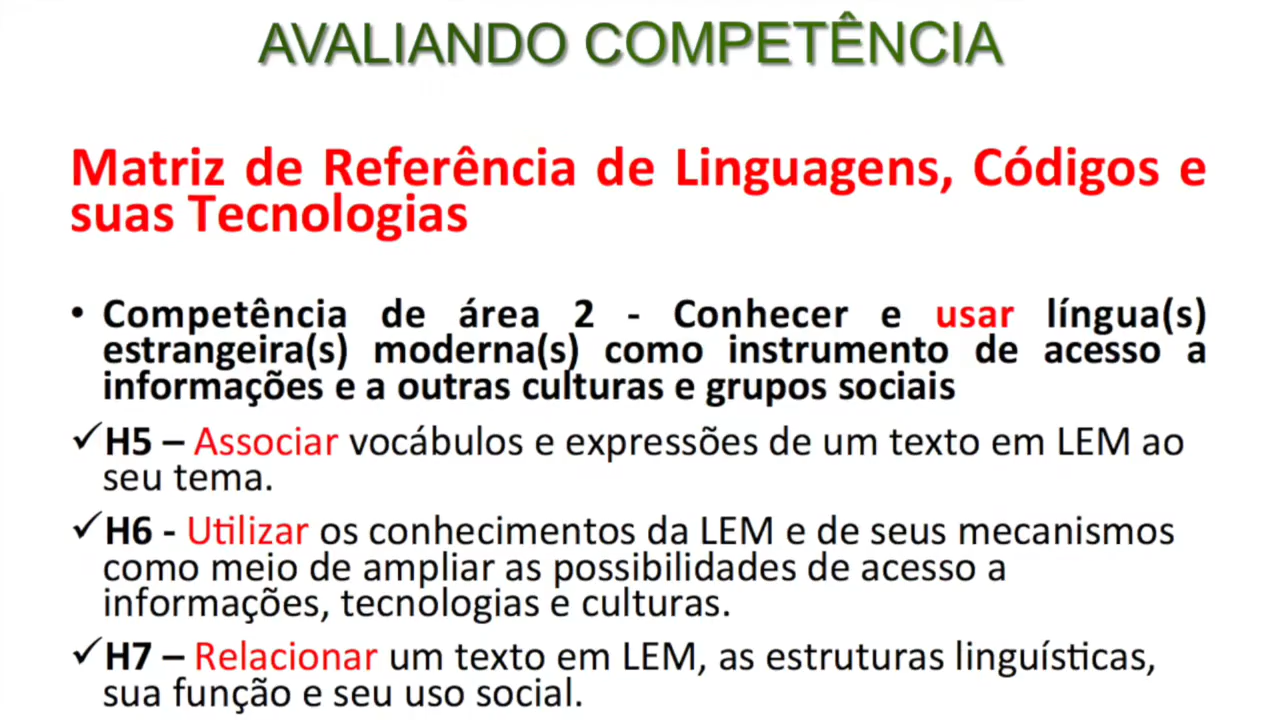 AVALIANDO COMPETÊNCIA
Matriz de Referência de Linguagens, Códigos e
suas Tecnologias
• Competência de área 2 - Conhecer e usar língua(s)
estrangeira(s) moderna(s) como instrumento de acesso a
informações e a outras culturas e grupos sociais
✓H5 – Associar vocábulos e expressões de um texto em LEM ao
seu tema.
✓H6 - Utilizar os conhecimentos da LEM e de seus mecanismos
como meio de ampliar as possibilidades de acesso a
informações, tecnologias e culturas.
✓H7 – Relacionar um texto em LEM, as estruturas linguísticas,
sua função e seu uso social.